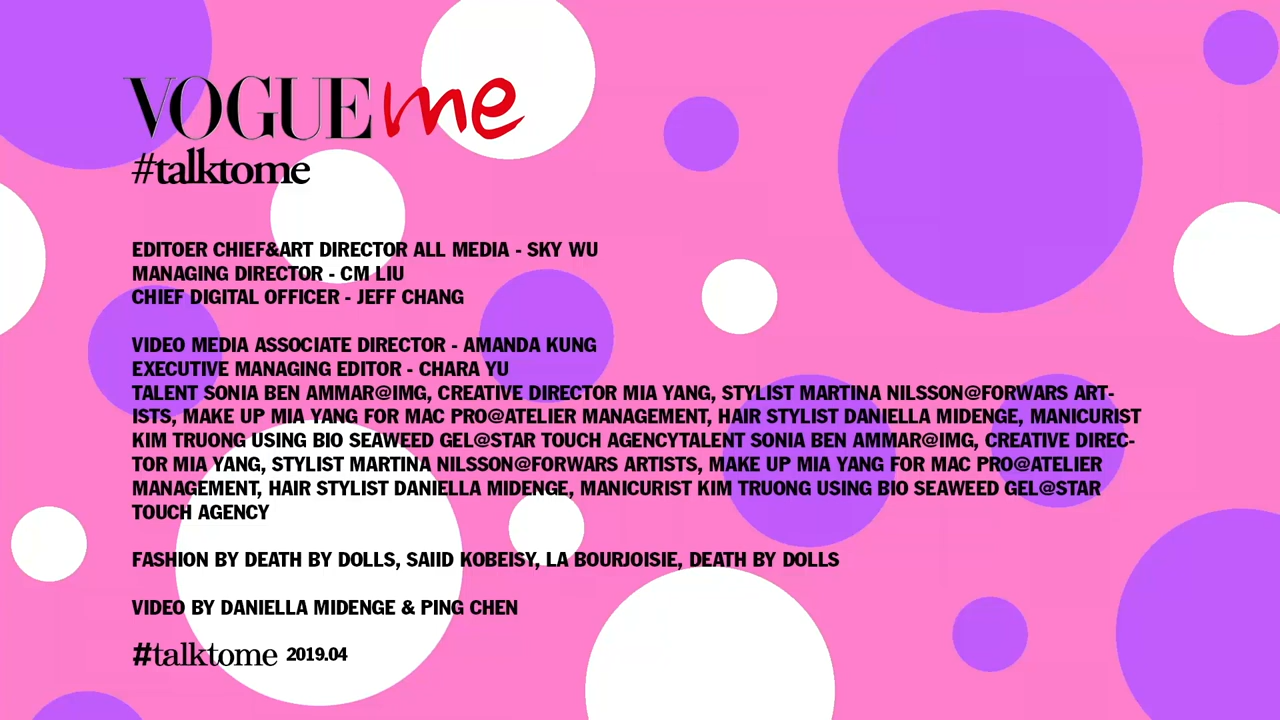 VOGUE me
#talktome
EDITOER CHIEF&ART DIRECTOR ALL MEDIA - SKY WU
MANAGING DIRECTOR - CM LIU
CHIEF DIGITAL OFFICER - JEFF CHANG
VIDEO MEDIA ASSOCIATE DIRECTOR - AMANDA KUNG
EXECUTIVE MANAGING EDITOR - CHARA YU
TALENT SONIA BEN AMMAR@IMG, CREATIVE DIRECTOR MIA YANG, STYLIST MARTINA NILSSON@FORWARS ART-
ISTS, MAKE UP MIA YANG FOR MAC PRO@ATELIER MANAGEMENT, HAIR STYLIST DANIELLA MIDENGE, MANICURIST
KIM TRUONG USING BIO SEAWEED GEL@STAR TOUCH AGENCYTALENT SONIA BEN AMMAR@IMG, CREATIVE DIREC-
TOR MIA YANG, STYLIST MARTINA NILSSON@FORWARS ARTISTS, MAKE UP MIA YANG FOR MAC PRO@ATELIER
MANAGEMENT, HAIR STYLIST DANIELLA MIDENGE, MANICURIST KIM TRUONG USING BIO SEAWEED GEL@STAR
TOUCH AGENCY
FASHION BY DEATH BY DOLLS, SAIID KOBEISY, LA BOURJOISIE, DEATH BY DOLLS
VIDEO BY DANIELLA MIDENGE & PING CHEN
#talktome 2019.04